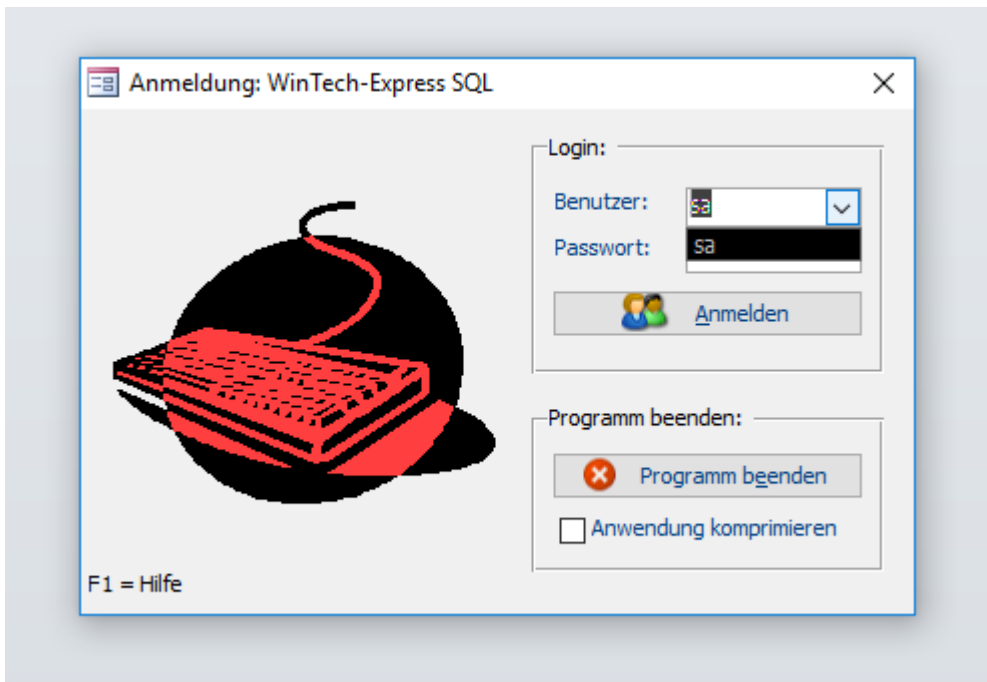 Anmeldung: WinTech-Express SQL
Login:
Benutzer: sa
sa
Passwort:
Anmelden
Programm beenden:
Programm beenden
Anwendung komprimieren
F1 = Hilfe